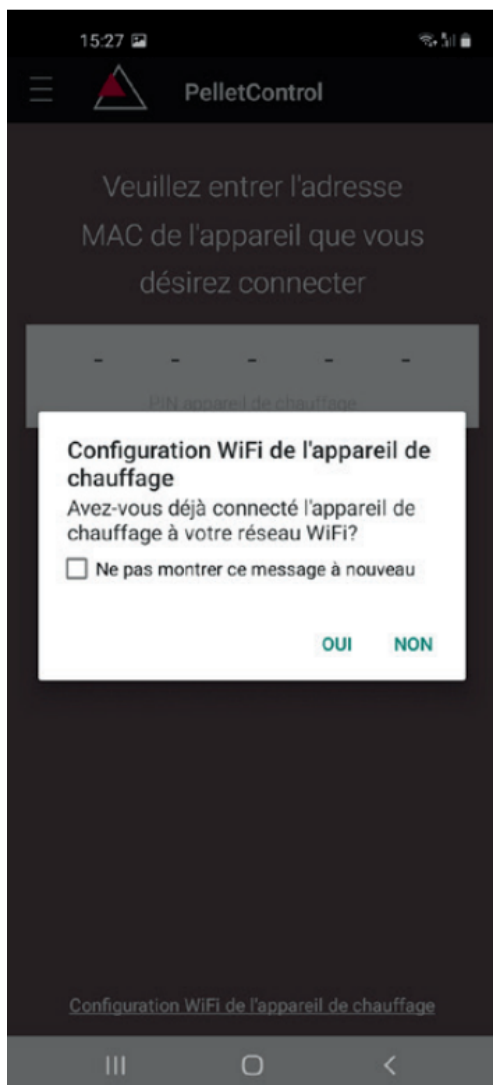 15:27
PelletControl
Veuillez entrer l'adresse
MAC de l'appareil que vous
désirez connecter
- - - - -
PIN appareil de chauffage
Configuration WiFi de l'appareil de
chauffage
Avez-vous déjà connecté l'appareil de
chauffage à votre réseau WiFi?
Ne pas montrer ce message à nouveau
OUI NON
Configuration WiFi de l'appareil de chauffage